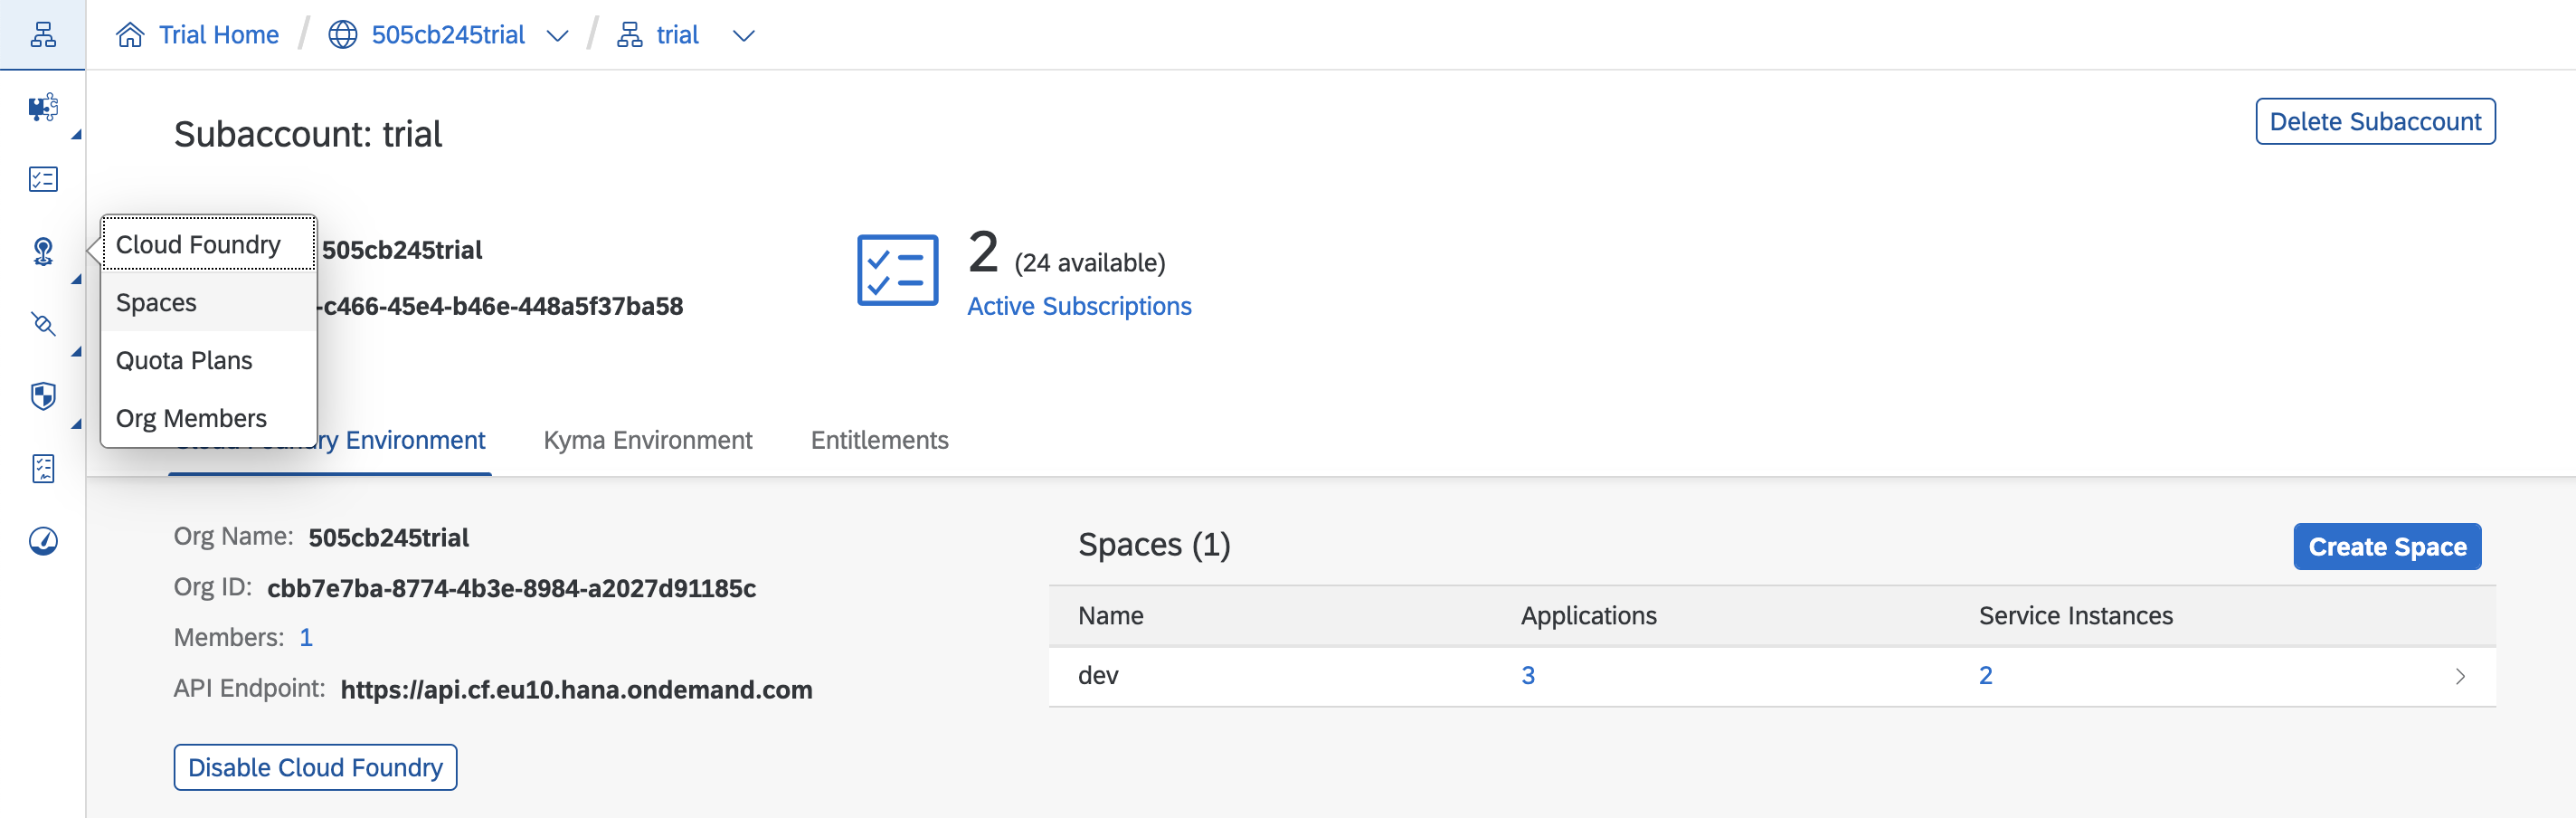 Trial Home / 505cb245trial / trial
Subaccount: trial
Delete Subaccount
Cloud Foundry
Spaces
Quota Plans
Org Members
505cb245trial
-c466-45e4-b46e-448a5f37ba58
2 (24 available)
Active Subscriptions
Cloud Foundry Environment
Kyma Environment
Entitlements
Org Name: 505cb245trial
Org ID: cbb7e7ba-8774-4b3e-8984-a2027d91185c
Members: 1
API Endpoint: https://api.cf.eu10.hana.ondemand.com
Disable Cloud Foundry
Spaces (1)
Create Space
Name Applications Service Instances
dev 3 2